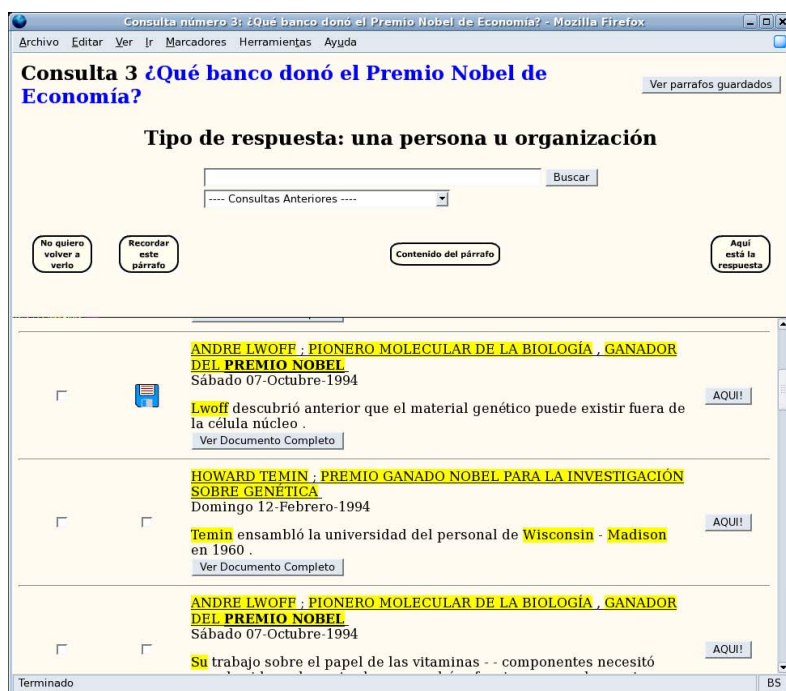 Consulta número 3: ¿Qué banco donó el Premio Nobel de Economía? - Mozilla Firefox
Archivo Editar Ver Ir Marcadores Herramientas Ayuda
Consulta 3 ¿Qué banco donó el Premio Nobel de
Economía?
Ver parrafos guardados
Tipo de respuesta: una persona u organización
Buscar
---- Consultas Anteriores ----
No quiero
volver a
verlo
Recordar
este
párrafo
Contenido del párrafo
Aquí
está la
respuesta
ANDRE LWOFF ; PIONERO MOLECULAR DE LA BIOLOGÍA , GANADOR
DEL PREMIO NOBEL
Sábado 07-Octubre-1994
Lwoff descubrió anterior que el material genético puede existir fuera de
la célula núcleo .
Ver Documento Completo
AQUI!
HOWARD TEMIN ; PREMIO GANADO NOBEL PARA LA INVESTIGACIÓN
SOBRE GENÉTICA
Domingo 12-Febrero-1994
Temin ensambló la universidad del personal de Wisconsin - Madison
en 1960 .
Ver Documento Completo
AQUI!
ANDRE LWOFF ; PIONERO MOLECULAR DE LA BIOLOGÍA , GANADOR
DEL PREMIO NOBEL
Sábado 07-Octubre-1994
Su trabajo sobre el papel de las vitaminas - - componentes necesitó
AQUI!
Terminado
BS